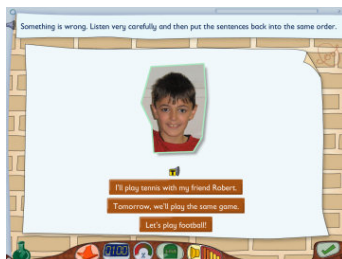 Something is wrong. Listen very carefully and then put the sentences back into the same order.
I'll play tennis with my friend Robert.
Tomorrow, we'll play the same game.
Let's play football!